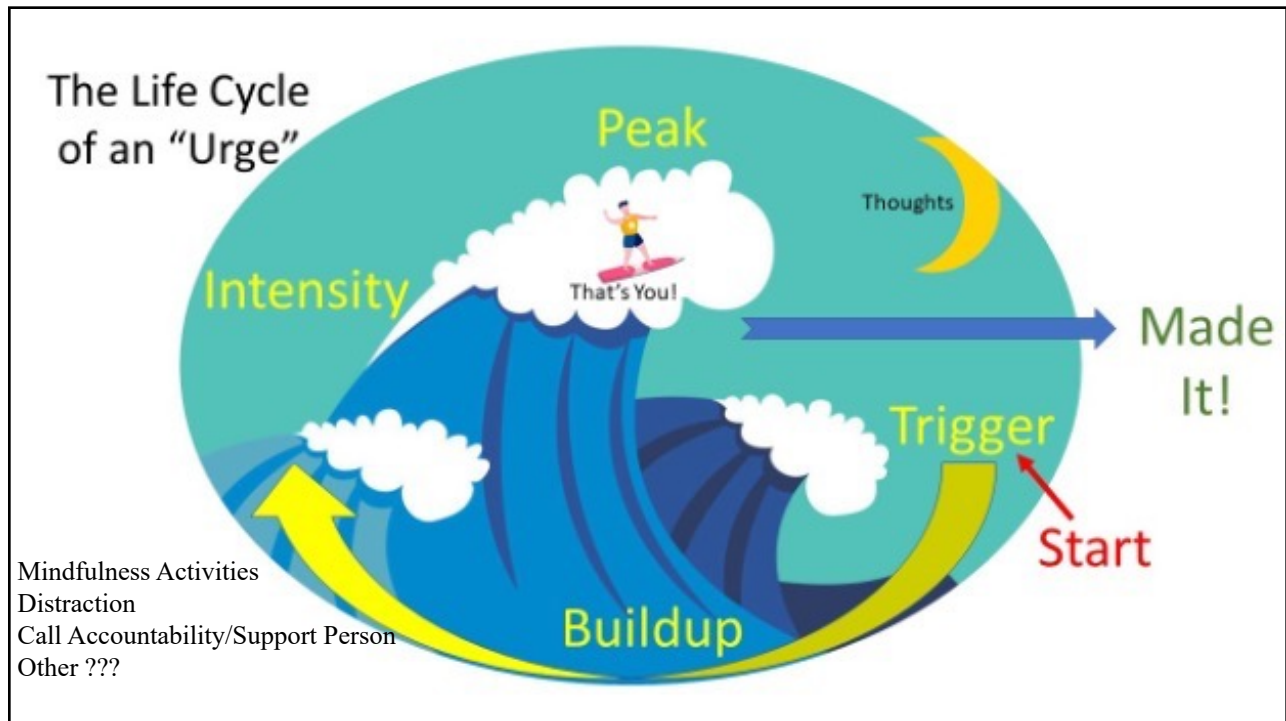 The Life Cycle
of an “Urge”
Peak
Thoughts
Intensity
That's You!
Made
It!
Trigger
Start
Mindfulness Activities
Distraction
Call Accountability/Support Person
Other ???
Buildup